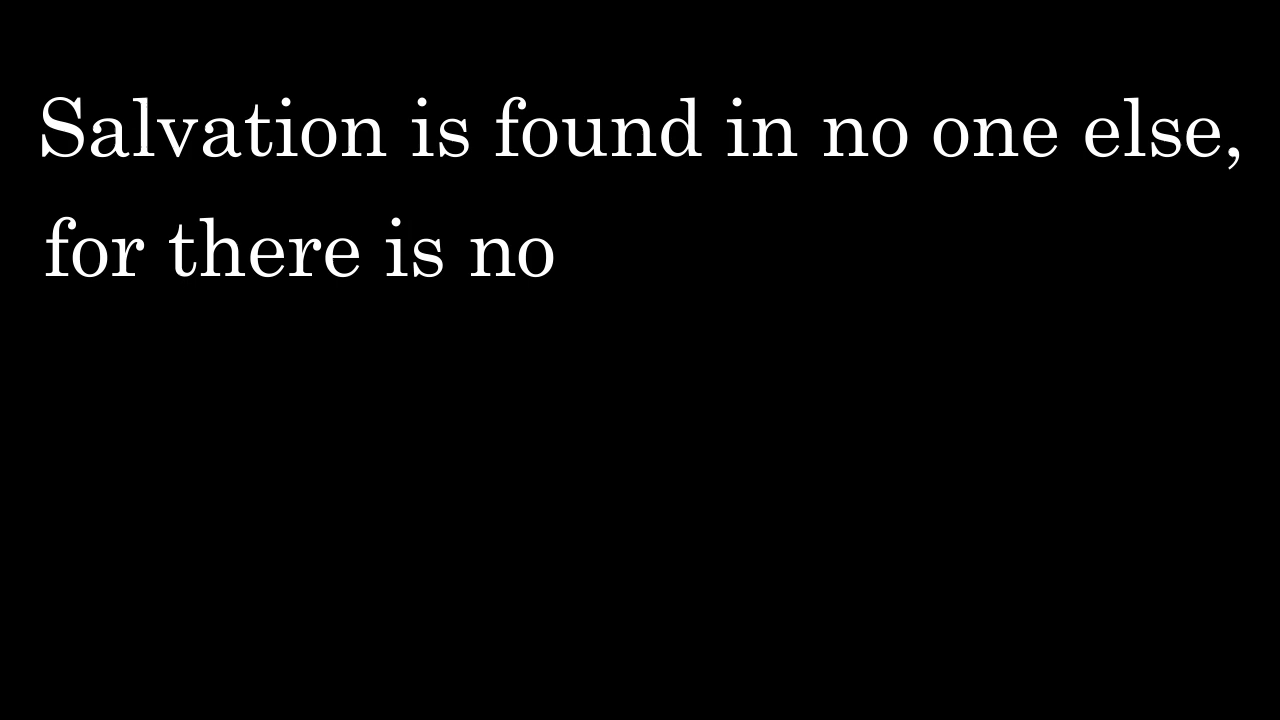 Salvation is found in no one else,
for there is no